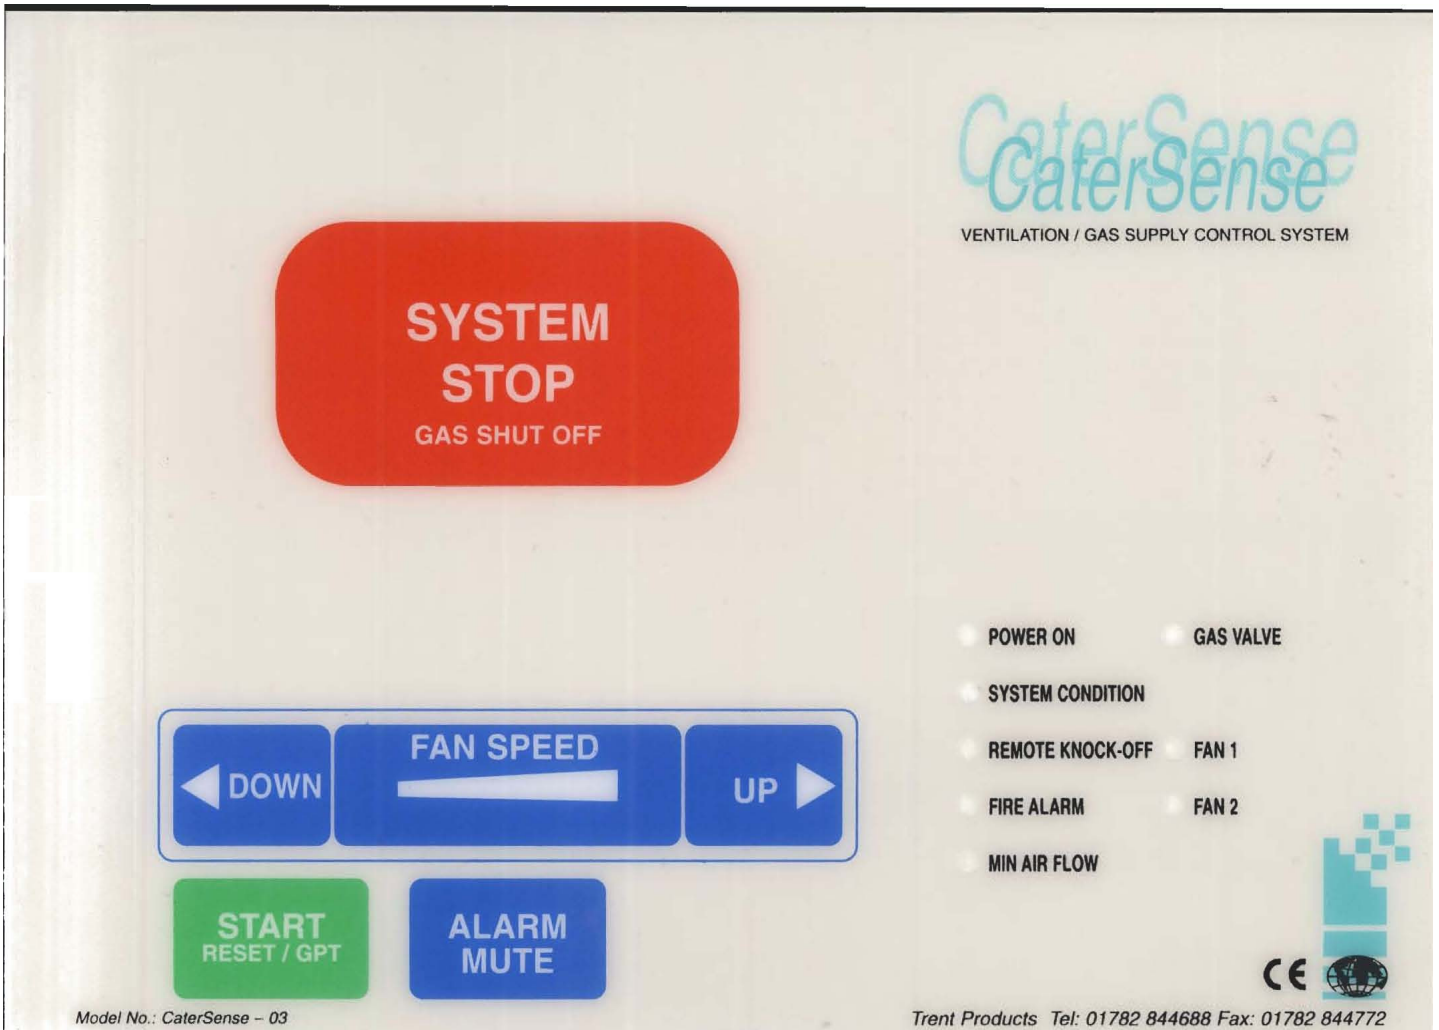 CaterSense
CaterSense
VENTILATION / GAS SUPPLY CONTROL SYSTEM
SYSTEM
STOP
GAS SHUT OFF
POWER ON
GAS VALVE
SYSTEM CONDITION
REMOTE KNOCK-OFF
FAN 1
FIRE ALARM
FAN 2
MIN AIR FLOW
DOWN
FAN SPEED
UP
START
RESET / GPT
ALARM
MUTE
CE
Model No.: CaterSense – 03
Trent Products Tel: 01782 844688 Fax: 01782 844772